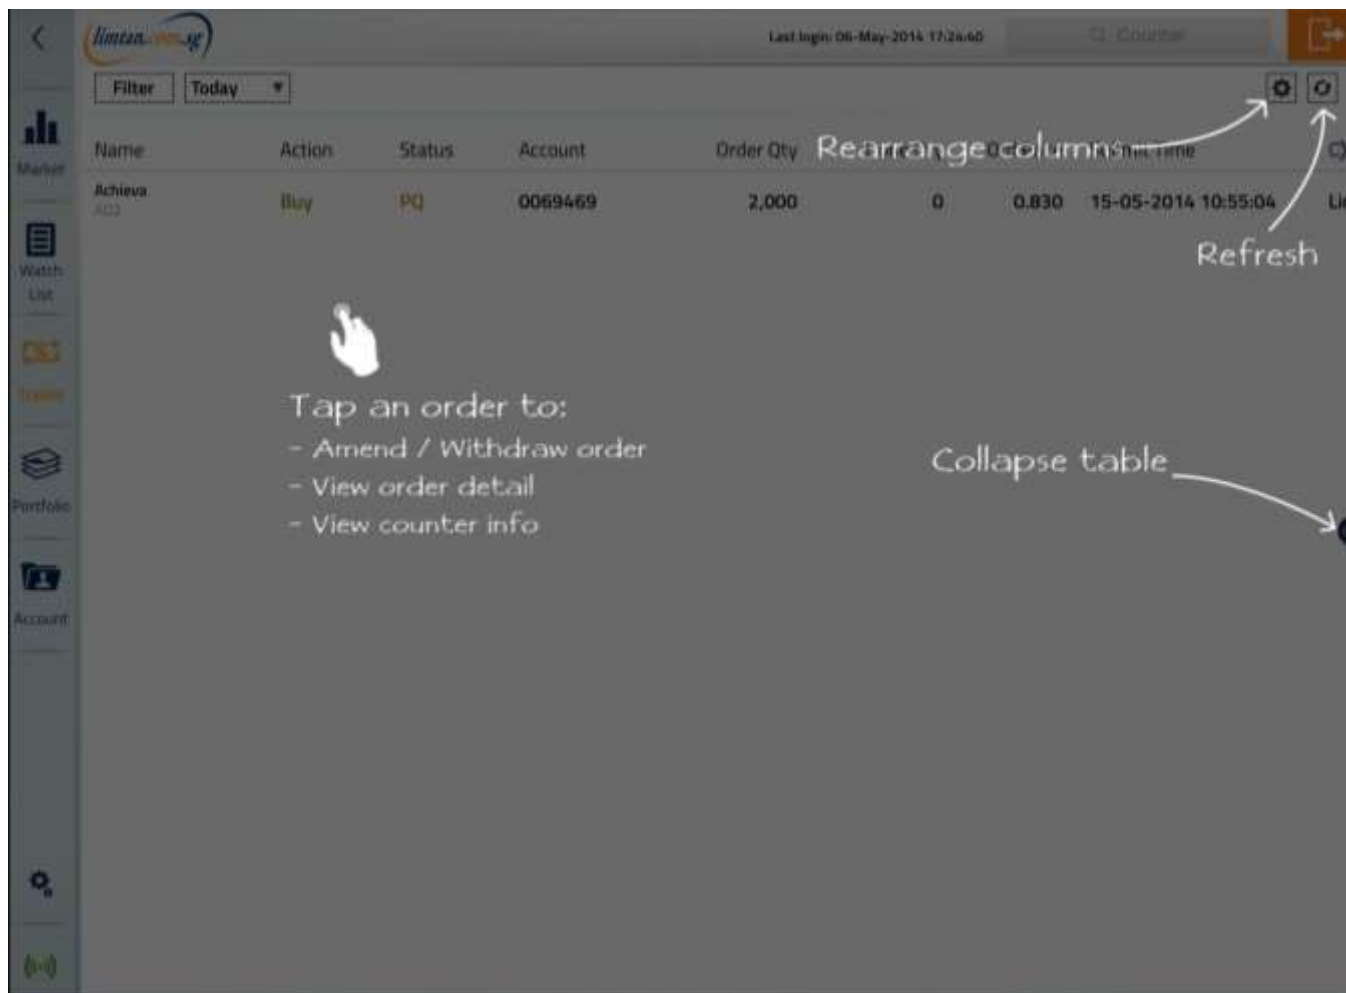 limtan.com.sg
Last login: 06-May-2014 17:24:40
Counter
Filter
Today
Market
Watch
List
Trades
Portfolio
Account
Name Action Status Account Order Qty
Achieva Buy PQ 0069469 2,000 0 0.830 15-05-2014 10:55:04
Rearrange columns
Refresh
Tap an order to:
- Amend / Withdraw order
- View order detail
- View counter info
Collapse table